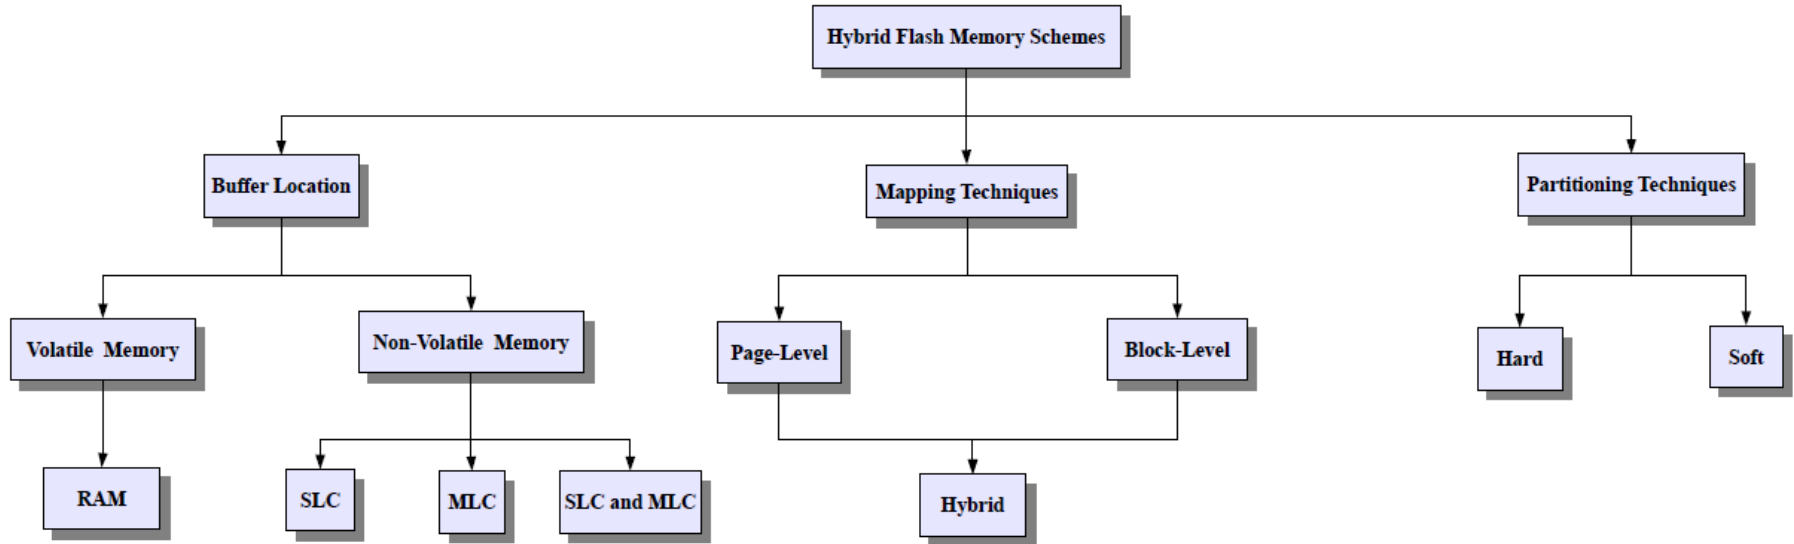 Hybrid Flash Memory Schemes
Buffer Location
Mapping Techniques
Partitioning Techniques
Volatile Memory
Non-Volatile Memory
Page-Level
Block-Level
Hard
Soft
RAM
SLC
MLC
SLC and MLC
Hybrid